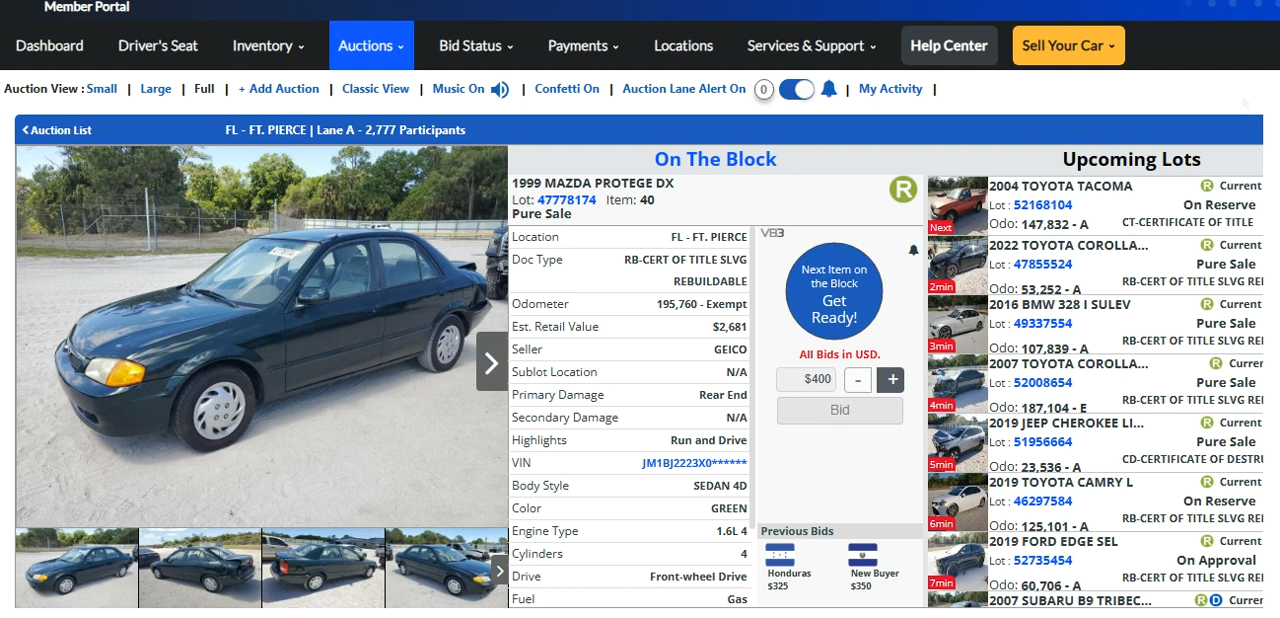 Member Portal
Dashboard Driver's Seat Inventory Auctions Bid Status Payments Locations Services & Support Help Center Sell Your Car
Auction View : Small | Large | Full | + Add Auction | Classic View | Music On | Confetti On | Auction Lane Alert On 0 | My Activity |
Auction List FL - FT. PIERCE | Lane A - 2,777 Participants
On The Block
1999 MAZDA PROTEGE DX
Lot: 47778174 Item: 40
Pure Sale
R
Location FL - FT. PIERCE
Doc Type RB-CERT OF TITLE SLVG
REBUILDABLE
Odometer 195,760 - Exempt
Est. Retail Value $2,681
Seller GEICO
Sublot Location N/A
Primary Damage Rear End
Secondary Damage N/A
Highlights Run and Drive
VIN JM1BJ2223X0******
Body Style SEDAN 4D
Color GREEN
Engine Type 1.6L 4
Cylinders 4
Drive Front-wheel Drive
Fuel Gas
VB3
Next Item on
the Block
Get
Ready!
All Bids in USD.
$400 - +
Bid
Previous Bids
Honduras New Buyer
$325 $350
Upcoming Lots
2004 TOYOTA TACOMA R Current
Lot : 52168104 On Reserve
Next Odo: 147,832 - A CT-CERTIFICATE OF TITLE
2022 TOYOTA COROLLA... R Current
Lot : 47855524 Pure Sale
2min Odo: 53,252 - A RB-CERT OF TITLE SLVG REI
2016 BMW 328 I SULEV R Current
Lot : 49337554 Pure Sale
3min Odo: 107,839 - A RB-CERT OF TITLE SLVG REI
2007 TOYOTA COROLLA... R Currer
Lot : 52008654 Pure Sale
4min Odo: 187,104 - E RB-CERT OF TITLE SLVG REI
2019 JEEP CHEROKEE LI... R Current
Lot : 51956664 Pure Sale
5min Odo: 23,536 - A CD-CERTIFICATE OF DESTRU
2019 TOYOTA CAMRY L R Current
Lot : 46297584 On Reserve
6min Odo: 125,101 - A RB-CERT OF TITLE SLVG REI
2019 FORD EDGE SEL R Current
Lot : 52735454 On Approval
7min Odo: 60,706 - A RB-CERT OF TITLE SLVG REI
2007 SUBARU B9 TRIBEC... R D Currer